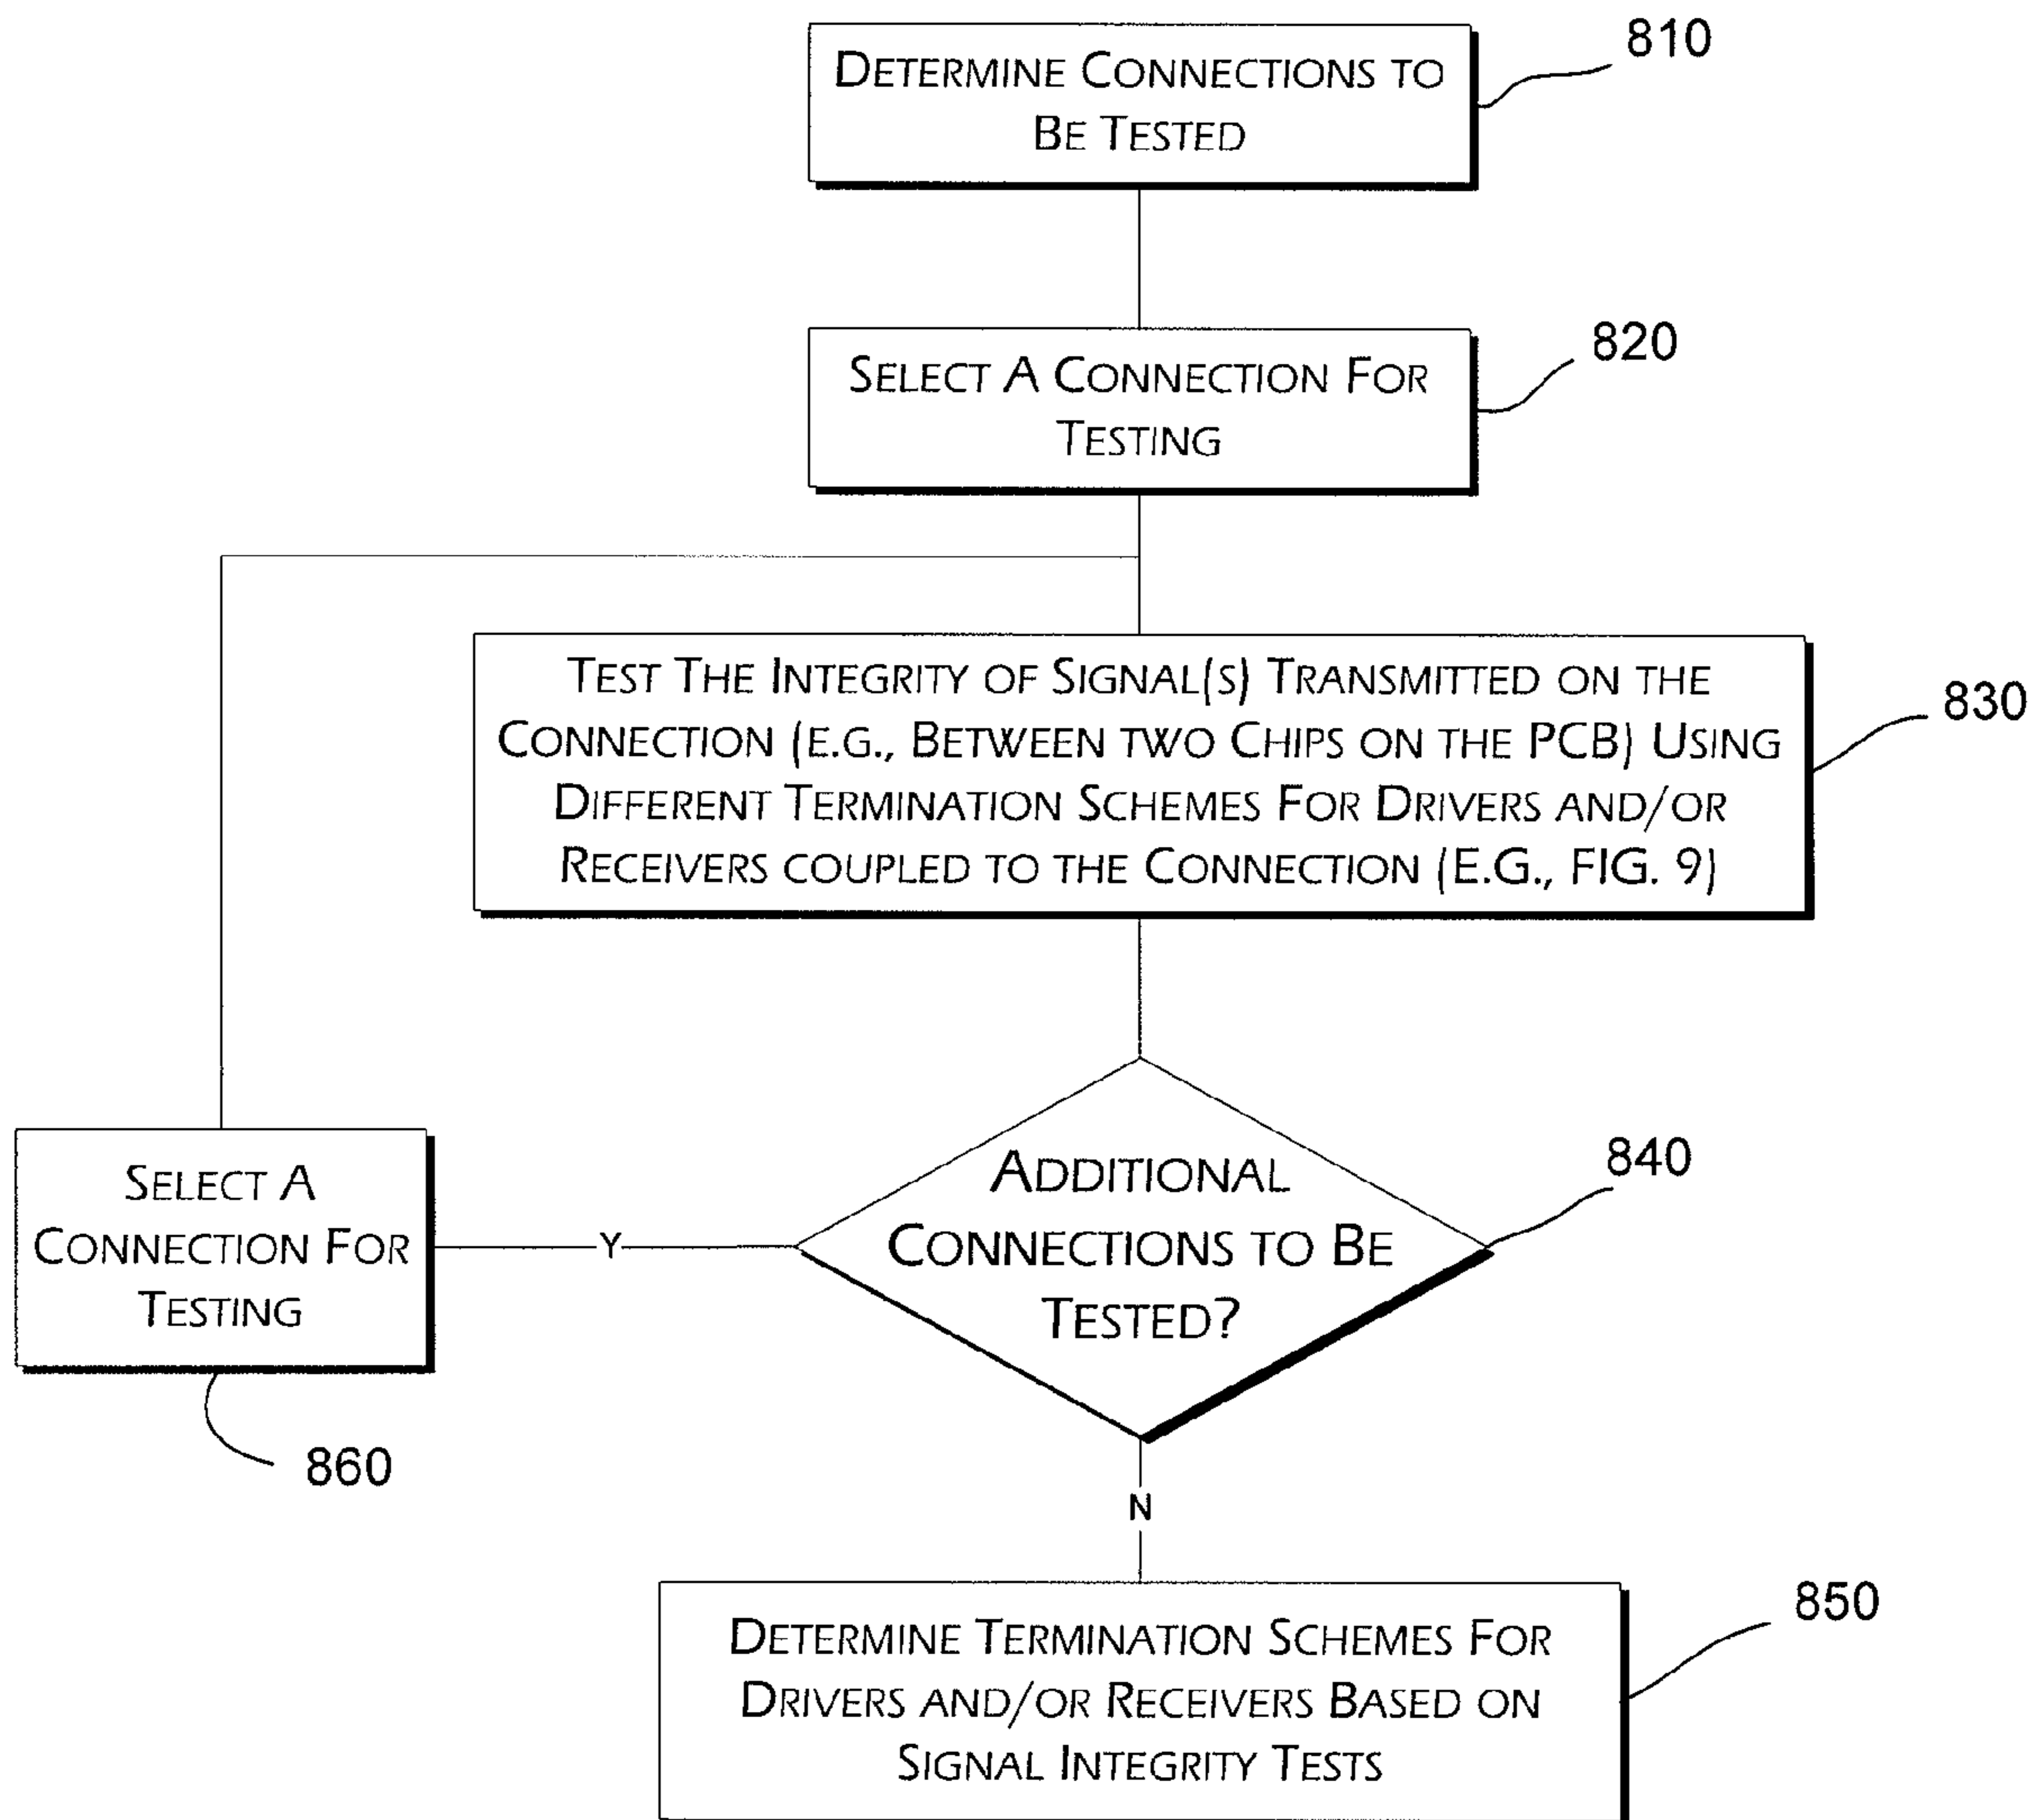 DETERMINE CONNECTIONS TO
BE TESTED
810
SELECT A CONNECTION FOR
TESTING
820
TEST THE INTEGRITY OF SIGNAL(S) TRANSMITTED ON THE
CONNECTION (E.G., BETWEEN TWO CHIPS ON THE PCB) USING
DIFFERENT TERMINATION SCHEMES FOR DRIVERS AND/OR
RECEIVERS COUPLED TO THE CONNECTION (E.G., FIG. 9)
830
ADDITIONAL
CONNECTIONS TO BE
TESTED?
840
Y
SELECT A
CONNECTION FOR
TESTING
860
N
DETERMINE TERMINATION SCHEMES FOR
DRIVERS AND/OR RECEIVERS BASED ON
SIGNAL INTEGRITY TESTS
850